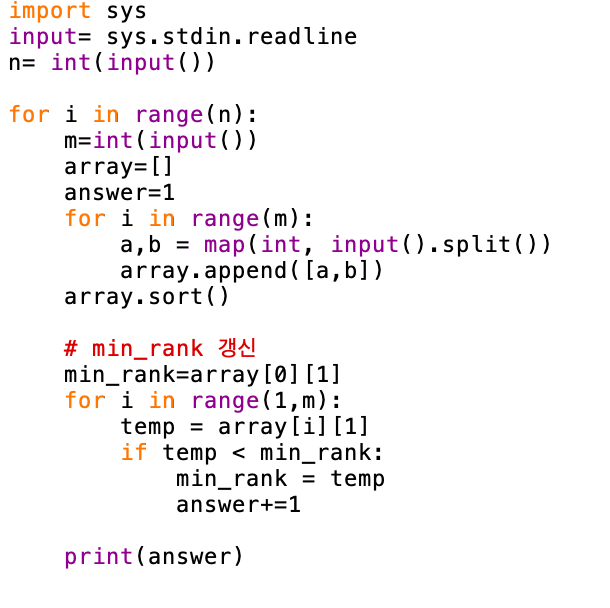 import sys
input= sys.stdin.readline
n= int(input())

for i in range(n):
    m=int(input())
    array=[]
    answer=1
    for i in range(m):
        a,b = map(int, input().split())
        array.append([a,b])
    array.sort()

    # min_rank 갱신
    min_rank=array[0][1]
    for i in range(1,m):
        temp = array[i][1]
        if temp < min_rank:
            min_rank = temp
            answer+=1

    print(answer)